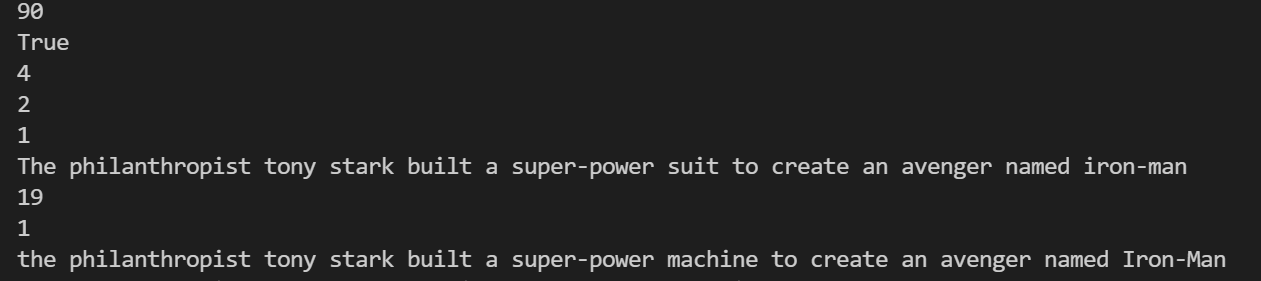 90
True
4
2
1
The philanthropist tony stark built a super-power suit to create an avenger named iron-man
19
1
the philanthropist tony stark built a super-power machine to create an avenger named Iron-Man